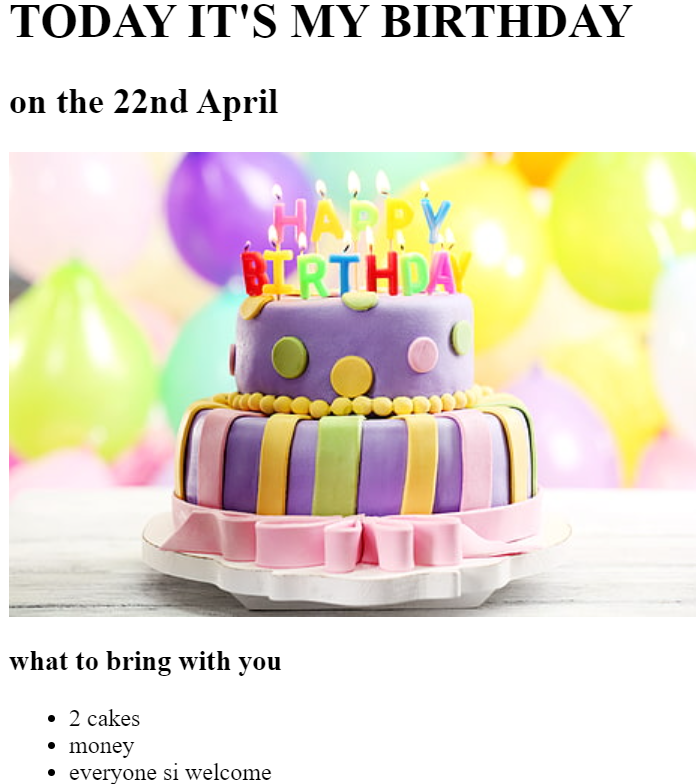 TODAY IT'S MY BIRTHDAY
on the 22nd April
HAPPY
BIRTHDAY
what to bring with you
2 cakes
money
everyone si welcome